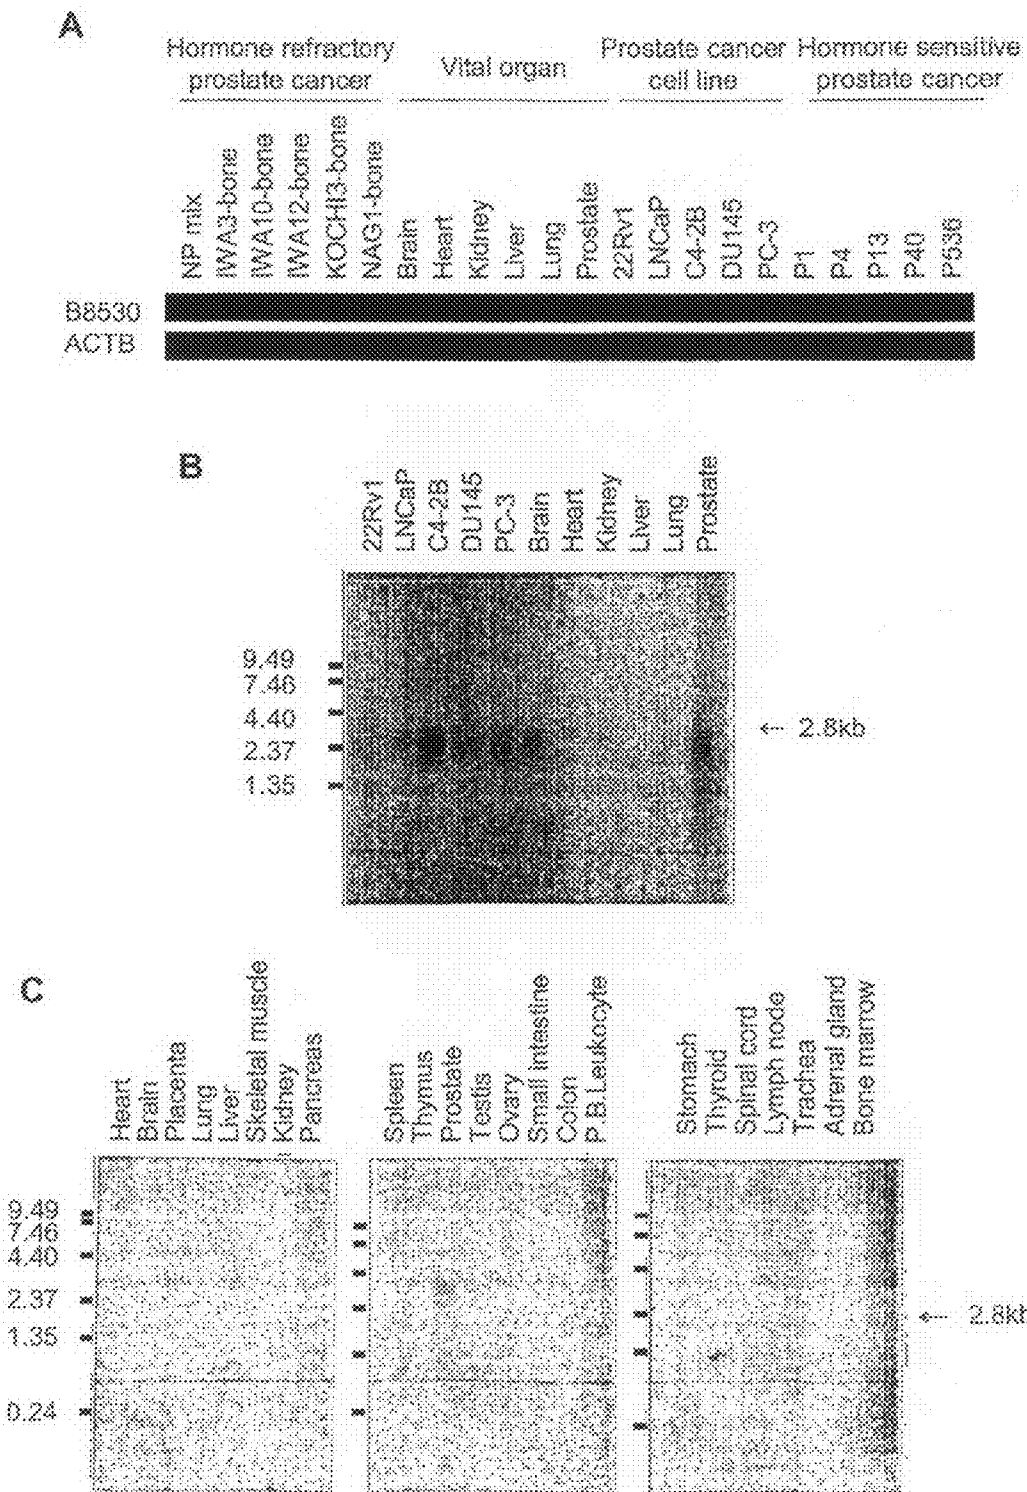 A
Hormone refractory
prostate cancer
Vital organ
Prostate cancer
cell line
Hormone sensitive
prostate cancer
NP mix
IWA3-bone
IWA10-bone
IWA12-bone
KOCHI3-bone
NAG1-bone
Brain
Heart
Kidney
Liver
Lung
Prostate
22Rv1
LNCaP
C4-2B
DU145
PC-3
P1
P4
P13
P40
P536
B8530
ACTB
B
22Rv1
LNCaP
C4-2B
DU145
PC-3
Brain
Heart
Kidney
Liver
Lung
Prostate
9.49
7.46
4.40
2.37
1.35
← 2.8kb
C
Heart
Brain
Placenta
Lung
Liver
Skeletal muscle
Kidney
Pancreas
Spleen
Thymus
Prostate
Testis
Ovary
Small intestine
Colon
P.B.Leukocyte
Stomach
Thyroid
Spinal cord
Lymph node
Trachea
Adrenal gland
Bone marrow
9.49
7.46
4.40
2.37
1.35
0.24
← 2.8kb